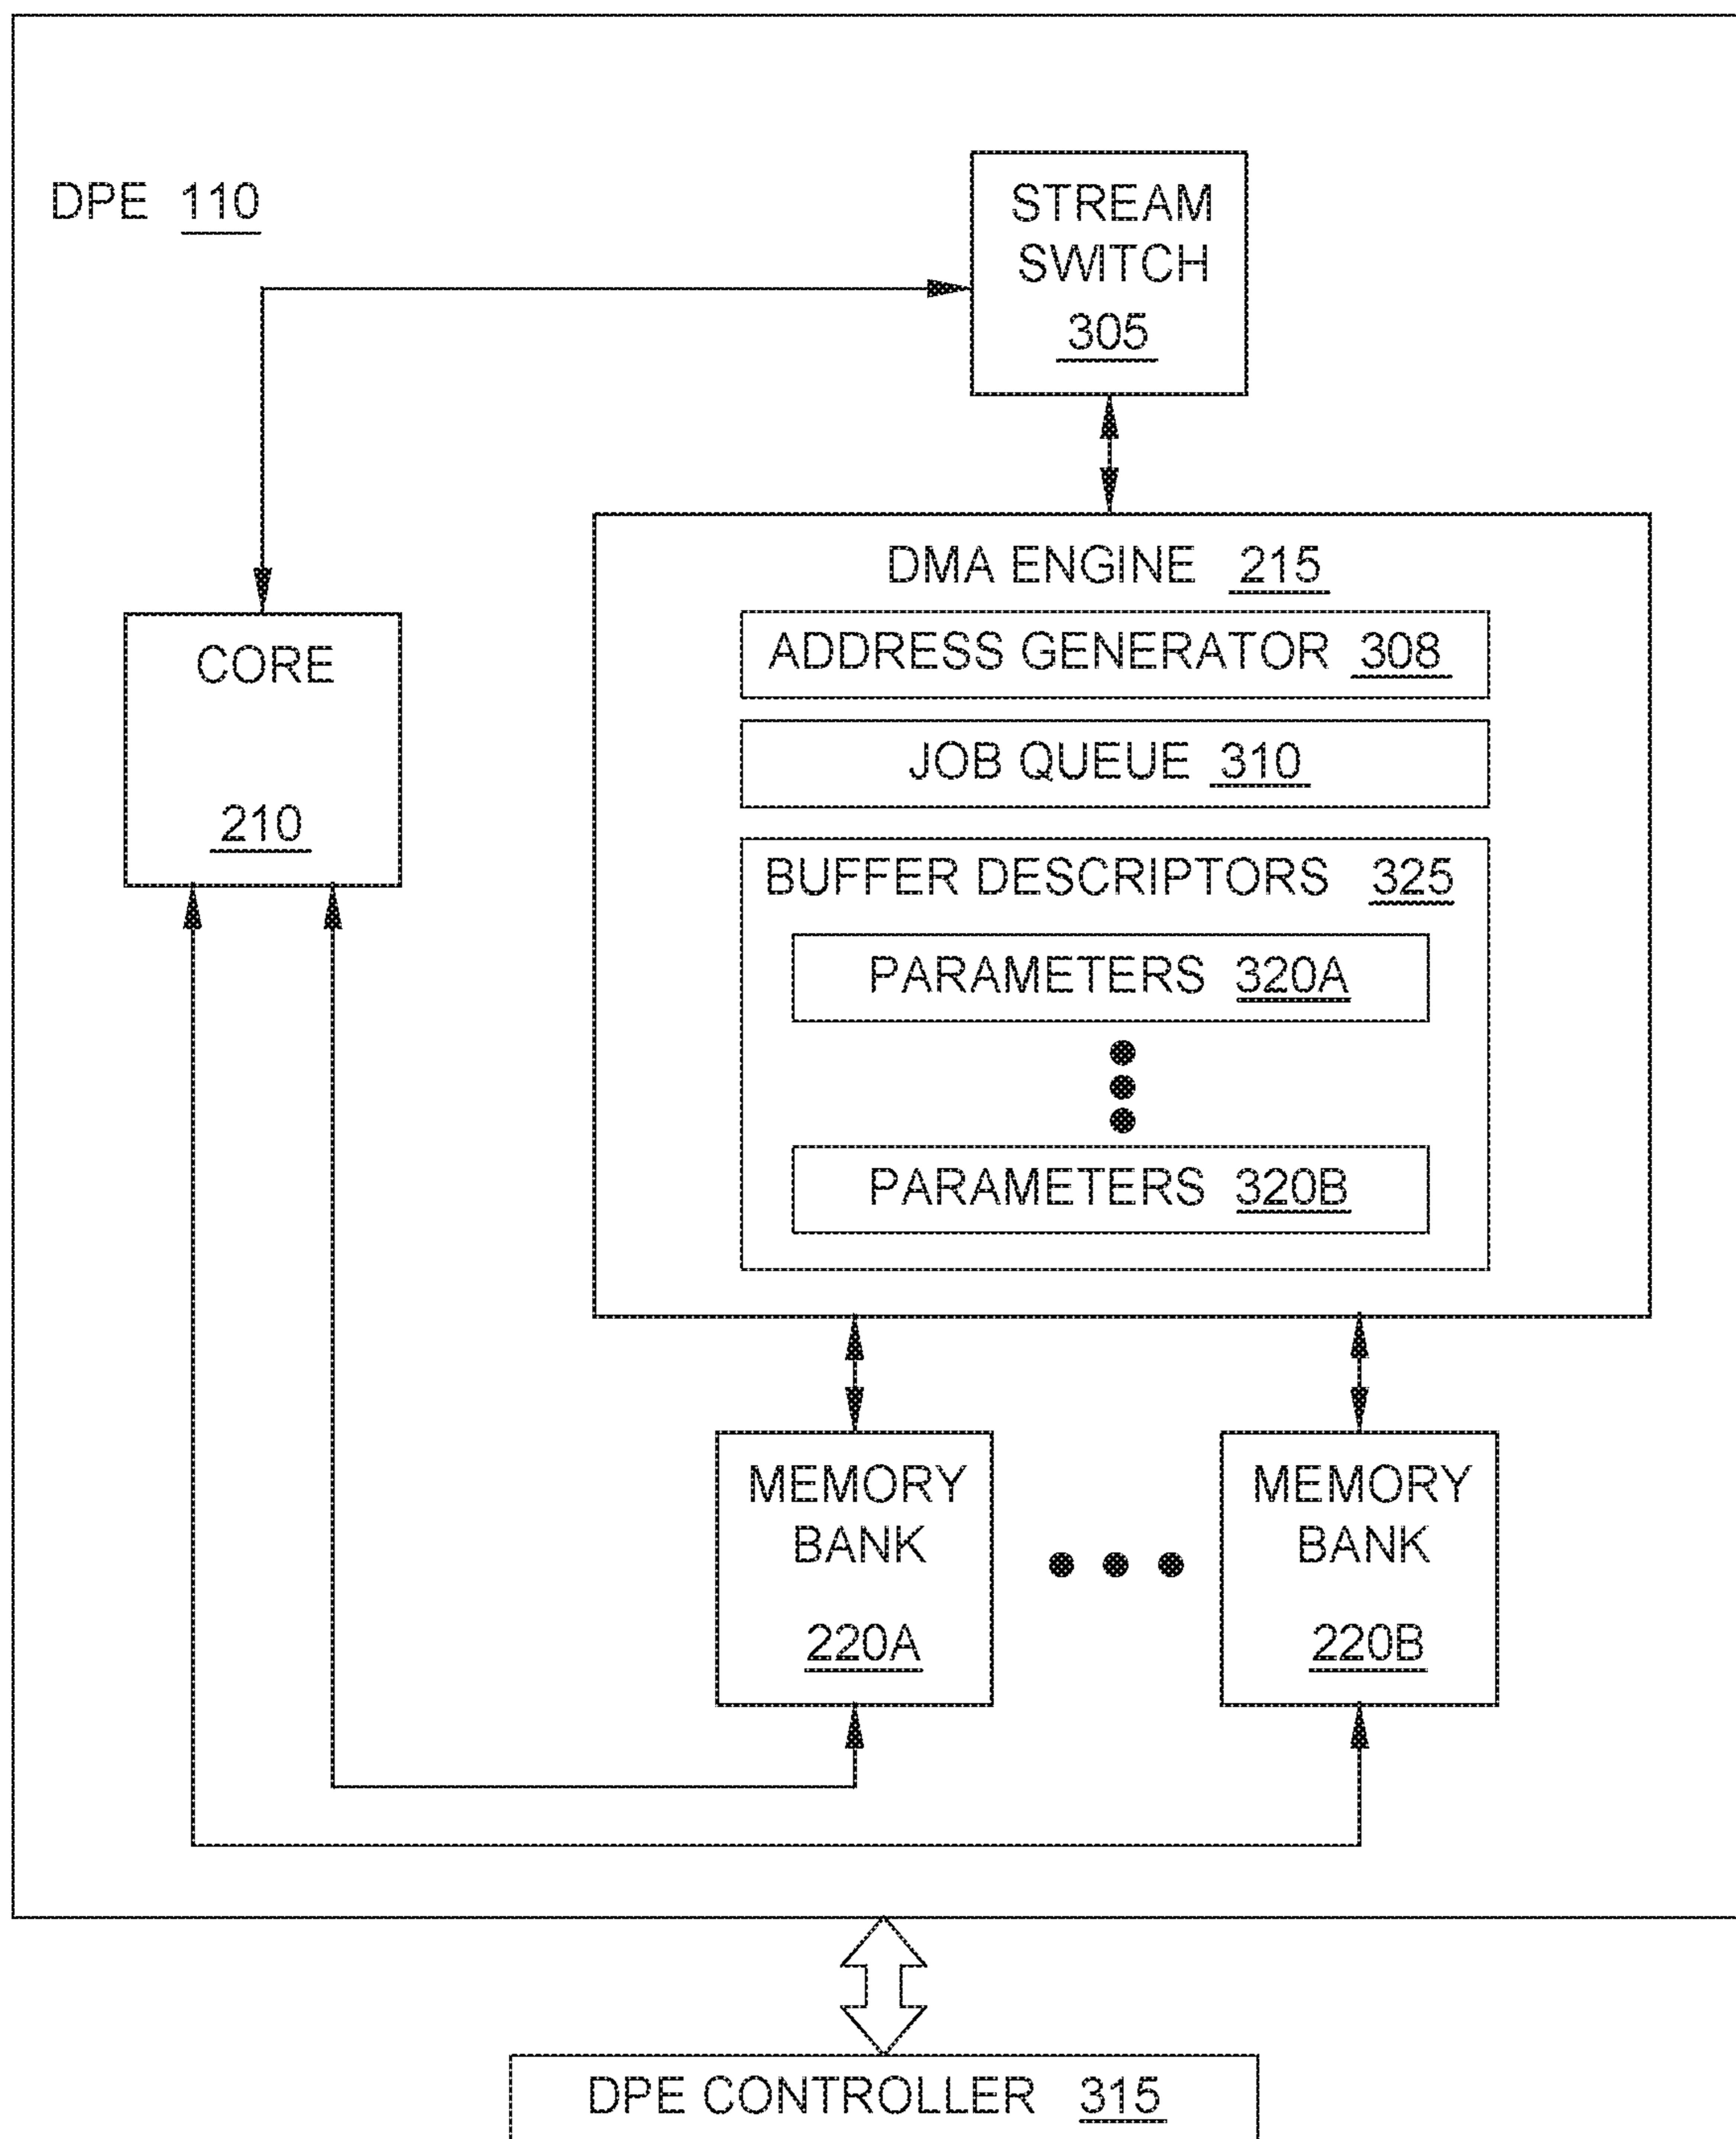 DPE 110
STREAM
SWITCH
305
DMA ENGINE 215
ADDRESS GENERATOR 308
CORE
210
JOB QUEUE 310
BUFFER DESCRIPTORS 325
PARAMETERS 320A
PARAMETERS 320B
MEMORY
BANK
220A
MEMORY
BANK
220B
DPE CONTROLLER 315